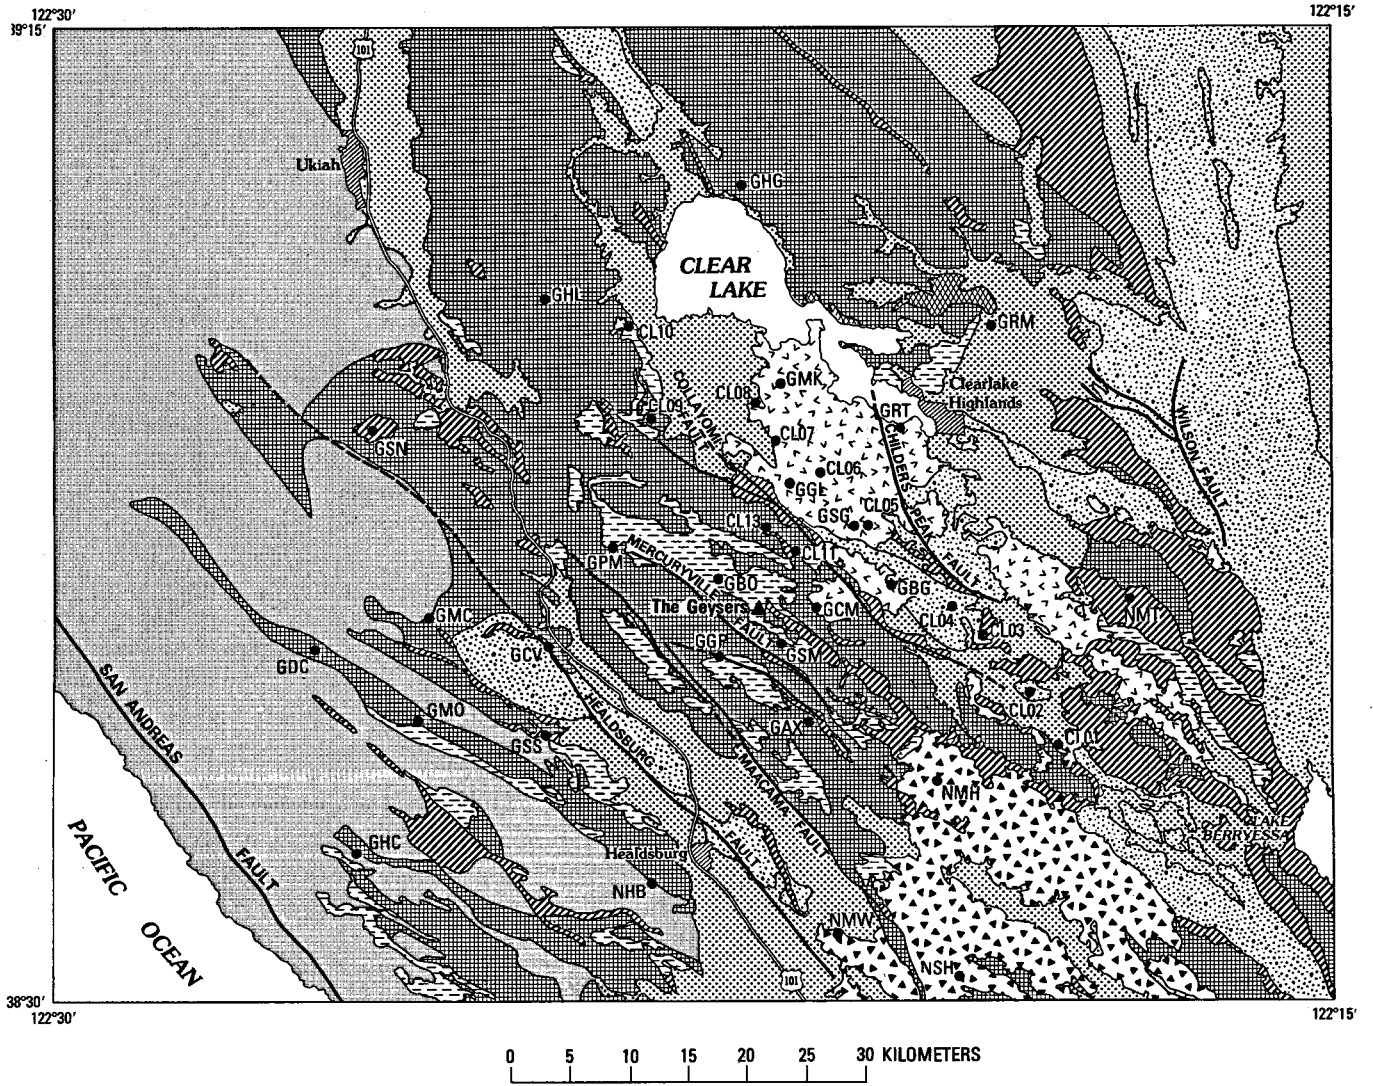 122°30′
122°15′
39°15′
101
Ukiah
GHG
CLEAR
LAKE
GHL
CL10
GRM
GMK
Clearlake
Highlands
CL08
COLLAYOMI
FAULT
CL09
GRT
WILSON FAULT
GSN
CL07
CHILDERS PEAK FAULT
CL06
GGL
CL05
GSG
CL13
CL11
GPM
MERCURYVILLE
FAULT
GBO
GBG
The Geysers
GCM
NMT
GMC
CL04
CL03
GCV
GGP
GSM
GDC
SAN ANDREAS
FAULT
HEALDSBURG
FAULT
CL02
GMO
GAX
GSS
CL01
MAACAMA FAULT
NMH
LAKE
BERRYESSA
PACIFIC
OCEAN
GHC
Healdsburg
NHB
NMW
NSH
101
38°30′
122°30′
122°15′
0 5 10 15 20 25 30 KILOMETERS